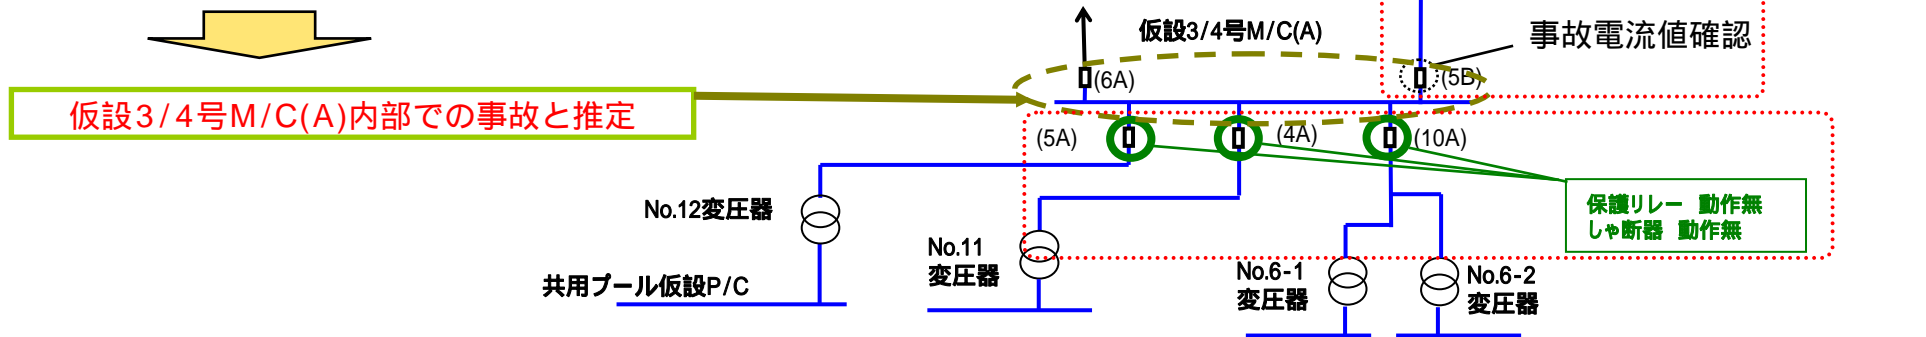 仮設3/4号M/C(A)
事故電流値確認
(6A)
(5B)
仮設3/4号M/C(A)内部での事故と推定
(5A)
(4A)
(10A)
保護リレー 動作無
しゃ断器 動作無
No.12変圧器
No.11
変圧器
No.6-1
変圧器
No.6-2
変圧器
共用プール仮設P/C